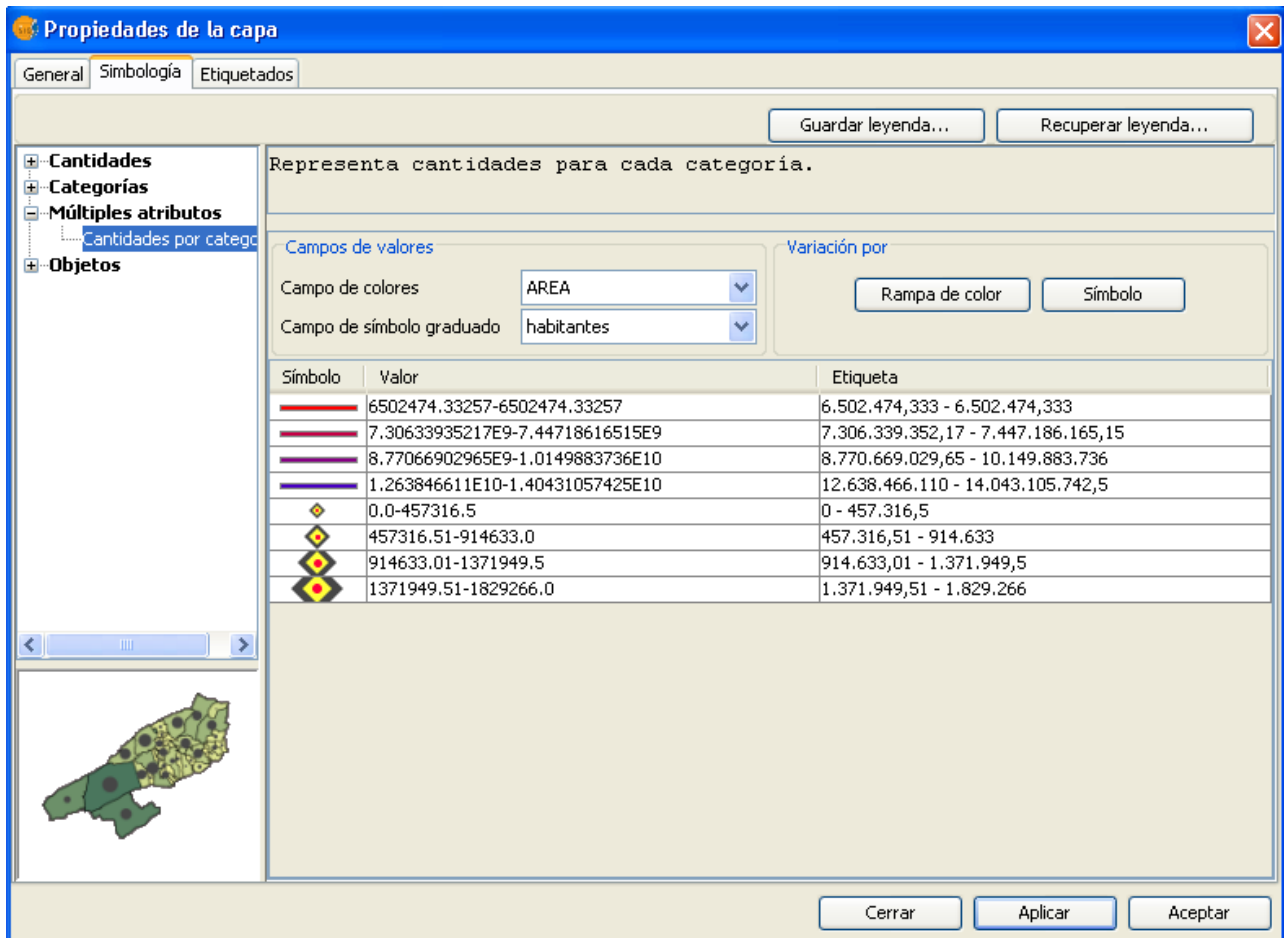 Propiedades de la capa
General Simbología Etiquetados
Guardar leyenda... Recuperar leyenda...
Cantidades
Categorías
Múltiples atributos
Cantidades por catego
Objetos
Representa cantidades para cada categoría.
Campos de valores
Campo de colores AREA
Campo de símbolo graduado habitantes
Variación por
Rampa de color Símbolo
Símbolo Valor Etiqueta
6502474.33257-6502474.33257 6.502.474,333 - 6.502.474,333
7.30633935217E9-7.44718616515E9 7.306.339.352,17 - 7.447.186.165,15
8.77066902965E9-1.0149883736E10 8.770.669.029,65 - 10.149.883.736
1.263846611E10-1.40431057425E10 12.638.466.110 - 14.043.105.742,5
0.0-457316.5 0 - 457.316,5
457316.51-914633.0 457.316,51 - 914.633
914633.01-1371949.5 914.633,01 - 1.371.949,5
1371949.51-1829266.0 1.371.949,51 - 1.829.266
Cerrar Aplicar Aceptar